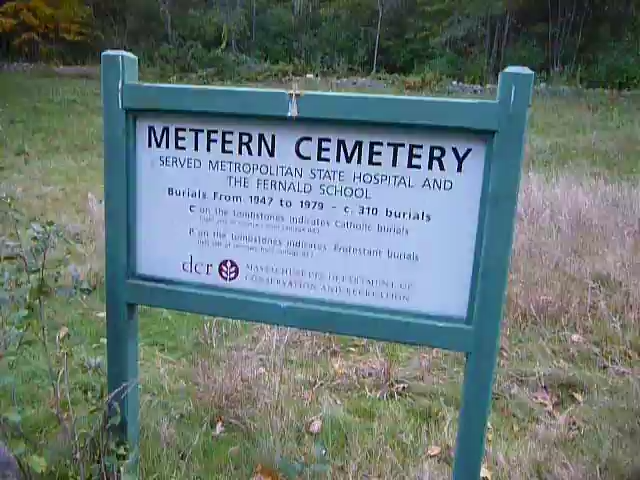 METFERN CEMETERY
SERVED METROPOLITAN STATE HOSPITAL AND
THE FERNALD SCHOOL
Burials From 1947 to 1979 - c. 310 burials
C on the tombstones indicates Catholic burials
P on the tombstones indicates Protestant burials
dcr MASSACHUSETTS DEPARTMENT OF
CONSERVATION AND RECREATION